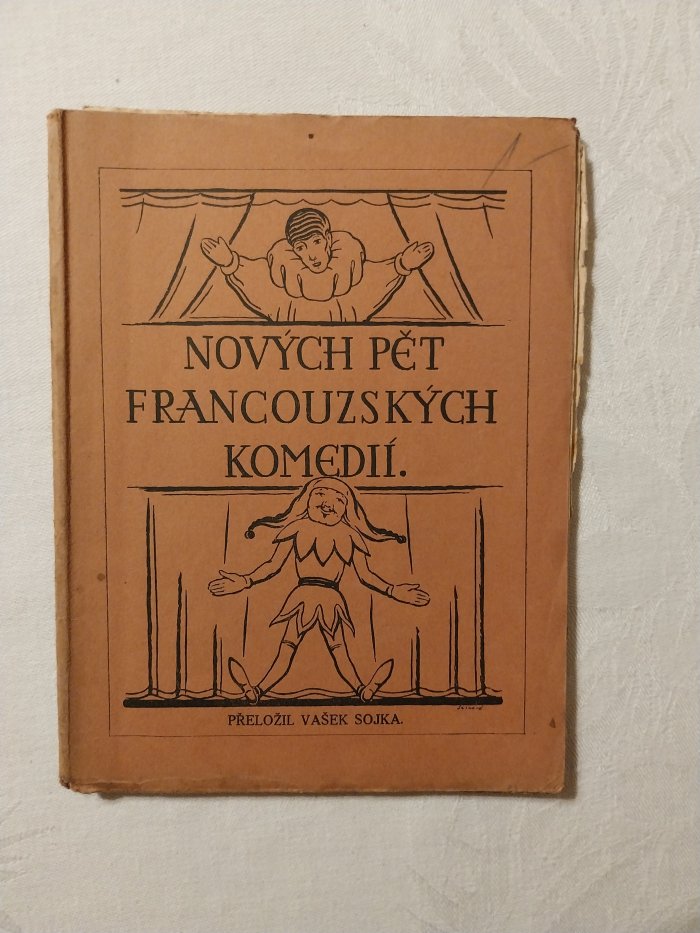 NOVÝCH PĚT
FRANCOUZSKÝCH
KOMEDIÍ.
PŘELOŽIL VAŠEK SOJKA.